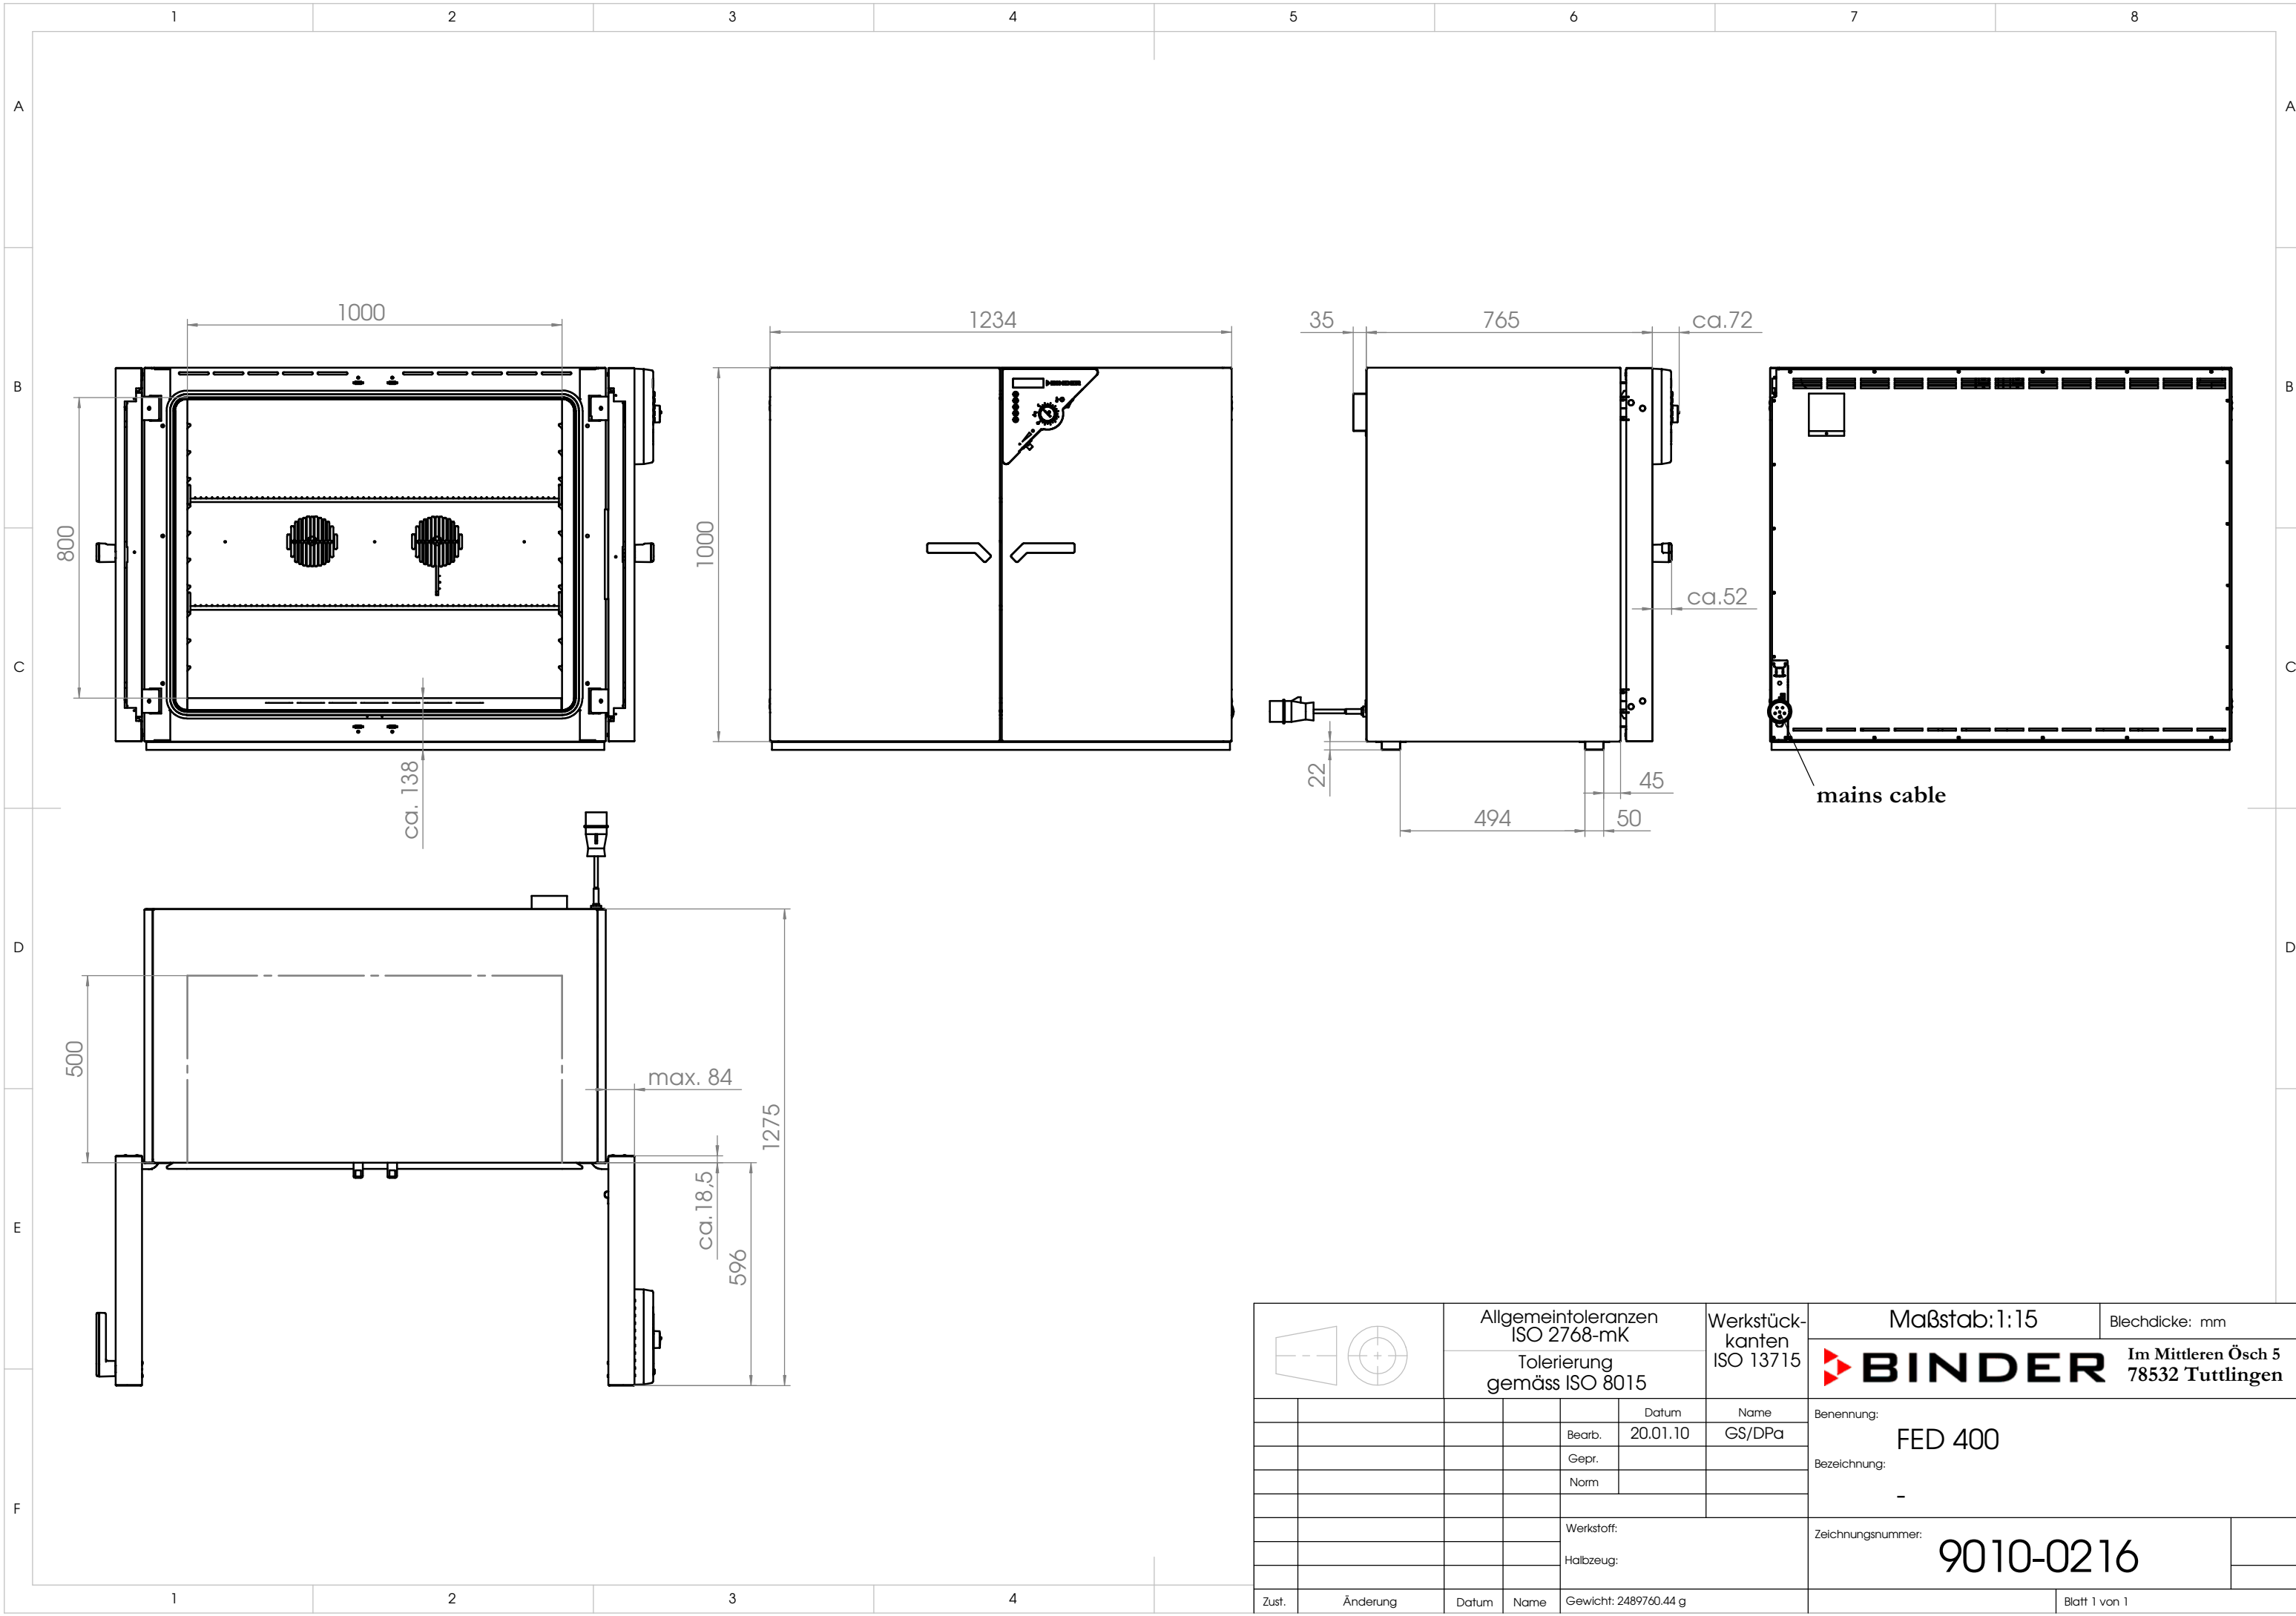 1 2 3 4 5 6 7 8
A A
B B
C C
D D
E
F
1000
800
ca. 138
1234
1000
35 765 ca.72
ca.52
22
45
494 50
mains cable
500
max. 84
1275
ca.18,5
596
Allgemeintoleranzen
ISO 2768-mK
Tolerierung
gemäss ISO 8015
Werkstück-
kanten
ISO 13715
Maßstab:1:15
Blechdicke: mm
BINDER
Im Mittleren Ösch 5
78532 Tuttlingen
Datum Name
Bearb. 20.01.10 GS/DPa
Gepr.
Norm
Benennung:
FED 400
Bezeichnung:
-
Werkstoff:
Halbzeug:
Zeichnungsnummer:
9010-0216
Zust. Änderung Datum Name Gewicht: 2489760.44 g
Blatt 1 von 1
1 2 3 4